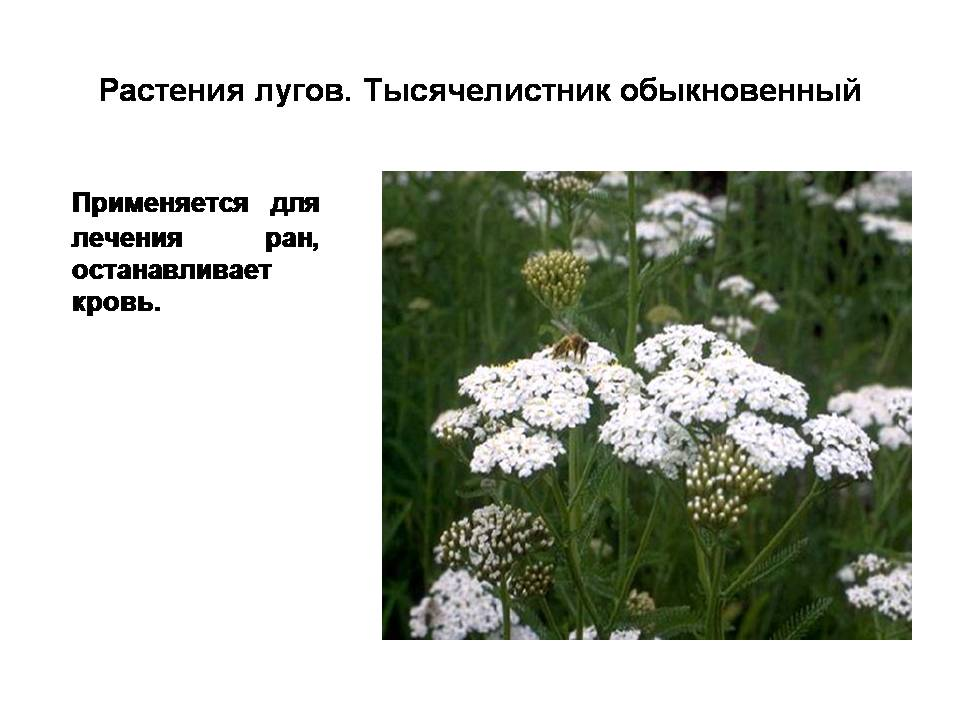 Растения лугов. Тысячелистник обыкновенный
Применяется для
лечения ран,
останавливает
кровь.